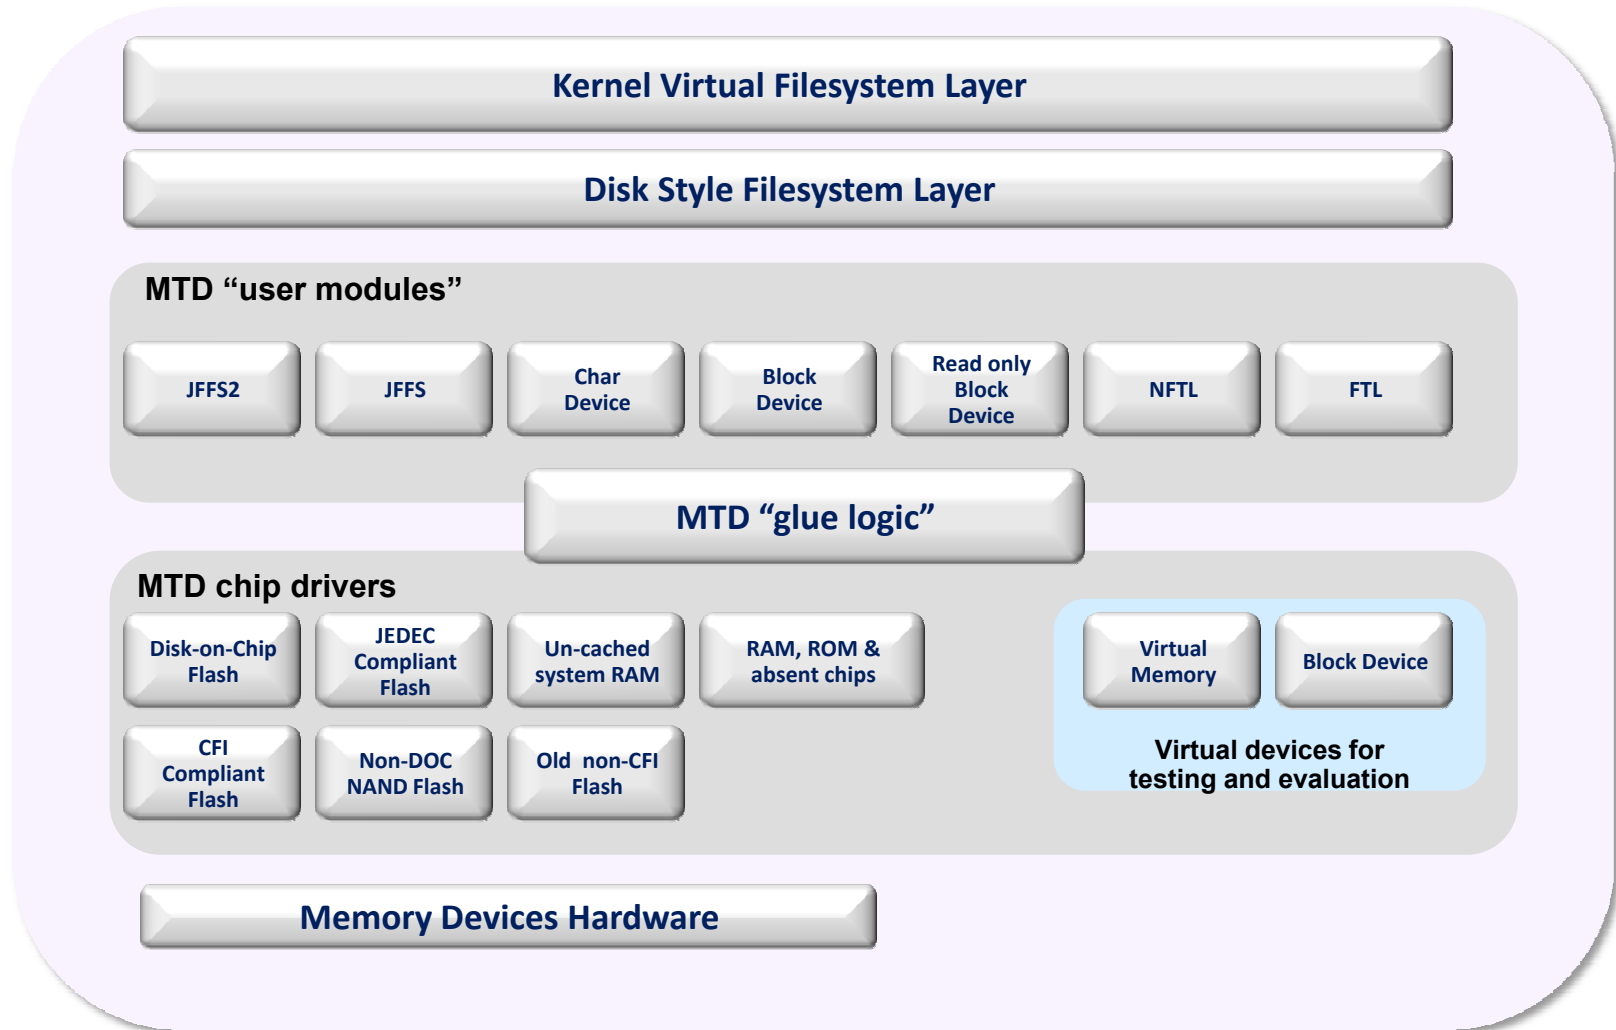 Kernel Virtual Filesystem Layer
Disk Style Filesystem Layer
MTD “user modules”
JFFS2
JFFS
Char
Device
Block
Device
Read only
Block
Device
NFTL
FTL
MTD “glue logic”
MTD chip drivers
Disk-on-Chip
Flash
JEDEC
Compliant
Flash
Un-cached
system RAM
RAM, ROM &
absent chips
Virtual
Memory
Block Device
CFI
Compliant
Flash
Non-DOC
NAND Flash
Old non-CFI
Flash
Virtual devices for
testing and evaluation
Memory Devices Hardware